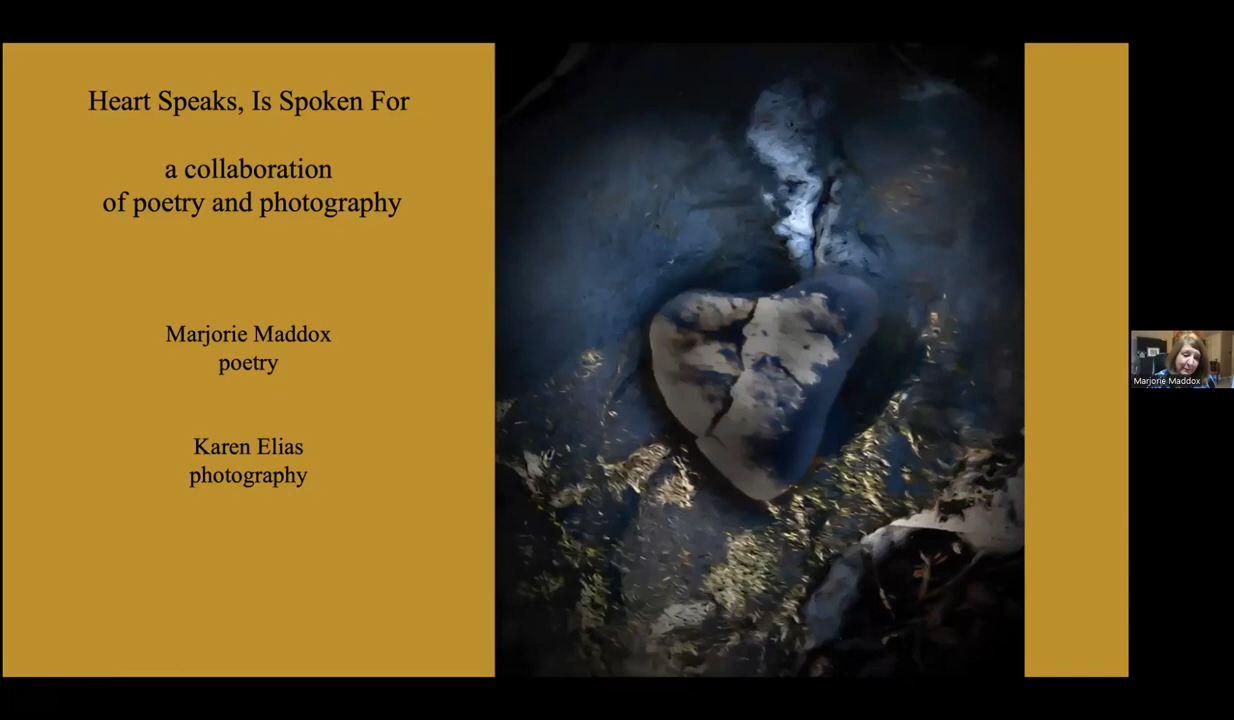 Heart Speaks, Is Spoken For
a collaboration
of poetry and photography
Marjorie Maddox
poetry
Karen Elias
photography
Marjorie Maddox